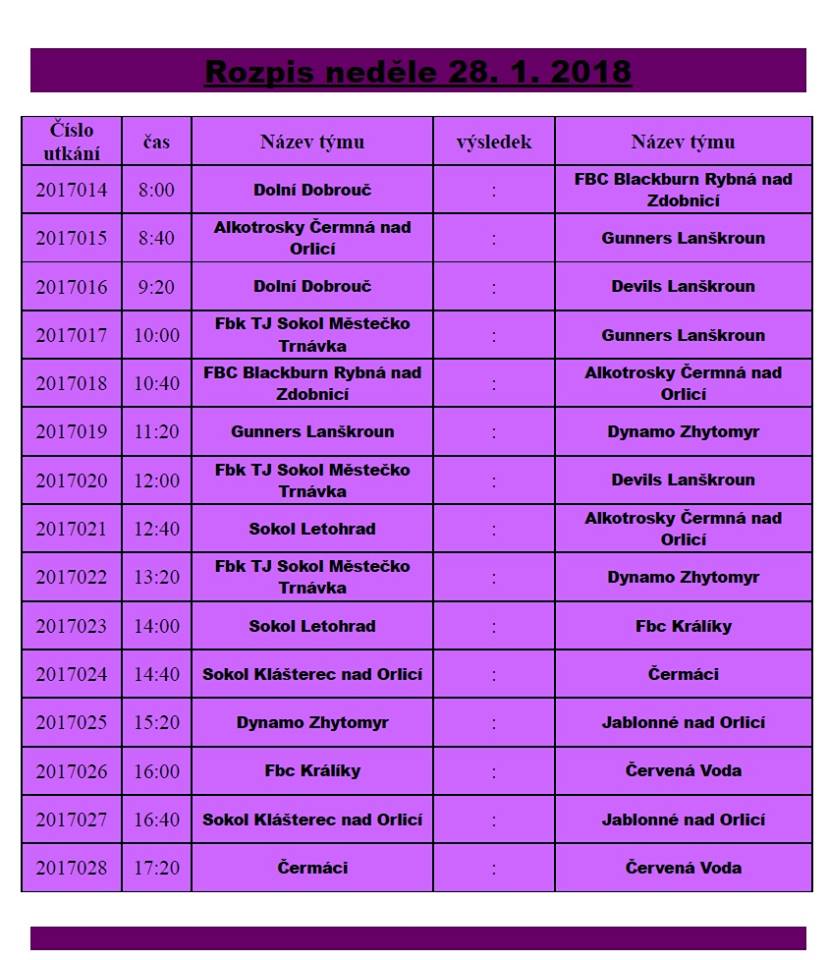 Rozpis neděle 28. 1. 2018
Číslo utkání čas Název týmu výsledek Název týmu
2017014 8:00 Dolní Dobrouč : FBC Blackburn Rybná nad Zdobnicí
2017015 8:40 Alkotrosky Čermná nad Orlicí : Gunners Lanškroun
2017016 9:20 Dolní Dobrouč : Devils Lanškroun
2017017 10:00 Fbk TJ Sokol Městečko Trnávka : Gunners Lanškroun
2017018 10:40 FBC Blackburn Rybná nad Zdobnicí : Alkotrosky Čermná nad Orlicí
2017019 11:20 Gunners Lanškroun : Dynamo Zhytomyr
2017020 12:00 Fbk TJ Sokol Městečko Trnávka : Devils Lanškroun
2017021 12:40 Sokol Letohrad : Alkotrosky Čermná nad Orlicí
2017022 13:20 Fbk TJ Sokol Městečko Trnávka : Dynamo Zhytomyr
2017023 14:00 Sokol Letohrad : Fbc Králíky
2017024 14:40 Sokol Klášterec nad Orlicí : Čermáci
2017025 15:20 Dynamo Zhytomyr : Jablonné nad Orlicí
2017026 16:00 Fbc Králíky : Červená Voda
2017027 16:40 Sokol Klášterec nad Orlicí : Jablonné nad Orlicí
2017028 17:20 Čermáci : Červená Voda